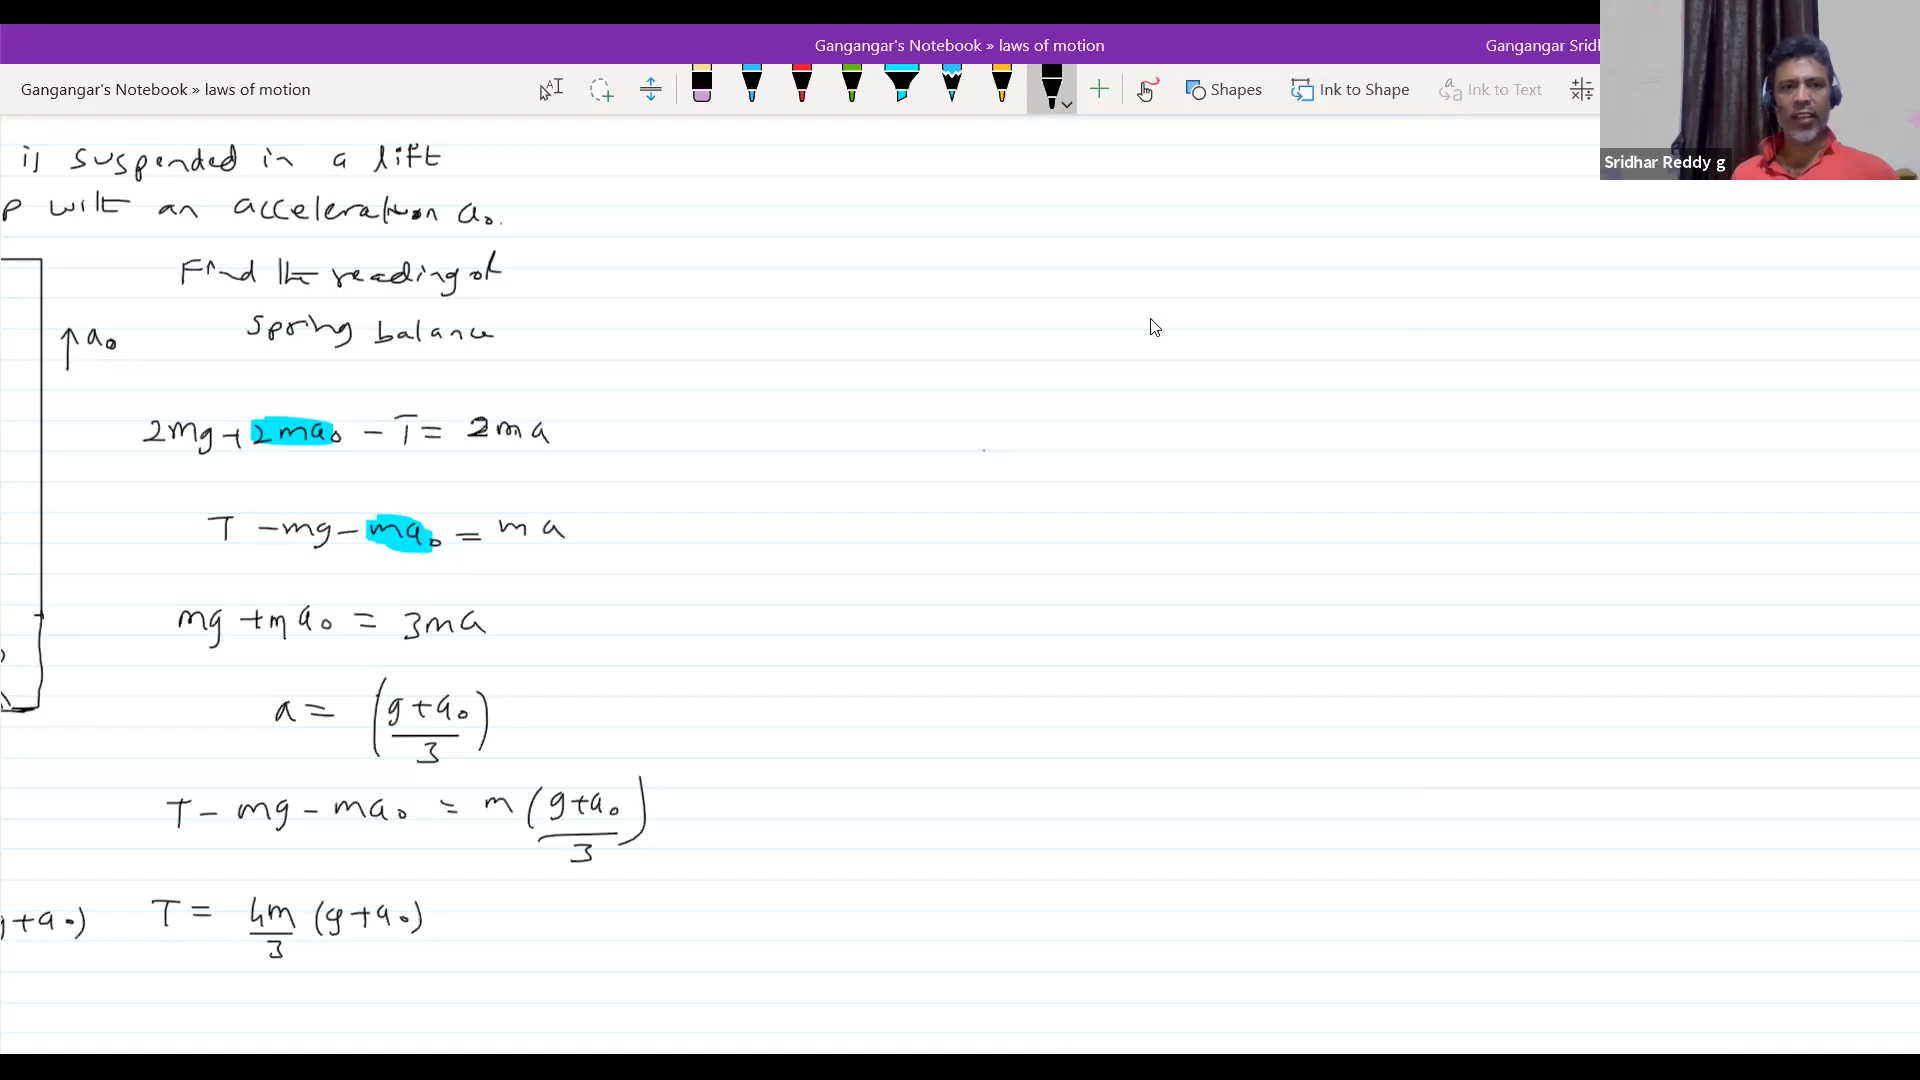 Gangangar's Notebook » laws of motion
Gangangar Sridh
Gangangar's Notebook » laws of motion
Shapes
Ink to Shape
Ink to Text
Sridhar Reddy g
is suspended in a lift
p with an acceleration a₀.
Find the reading of
spring balance
↑a₀
2mg + 2ma₀ - T = 2ma
T - mg - ma₀ = ma
mg + ma₀ = 3ma
a = ((g+a₀)/3)
T - mg - ma₀ = m((g+a₀)/3)
+a₀) T = 4m/3 (g+a₀)